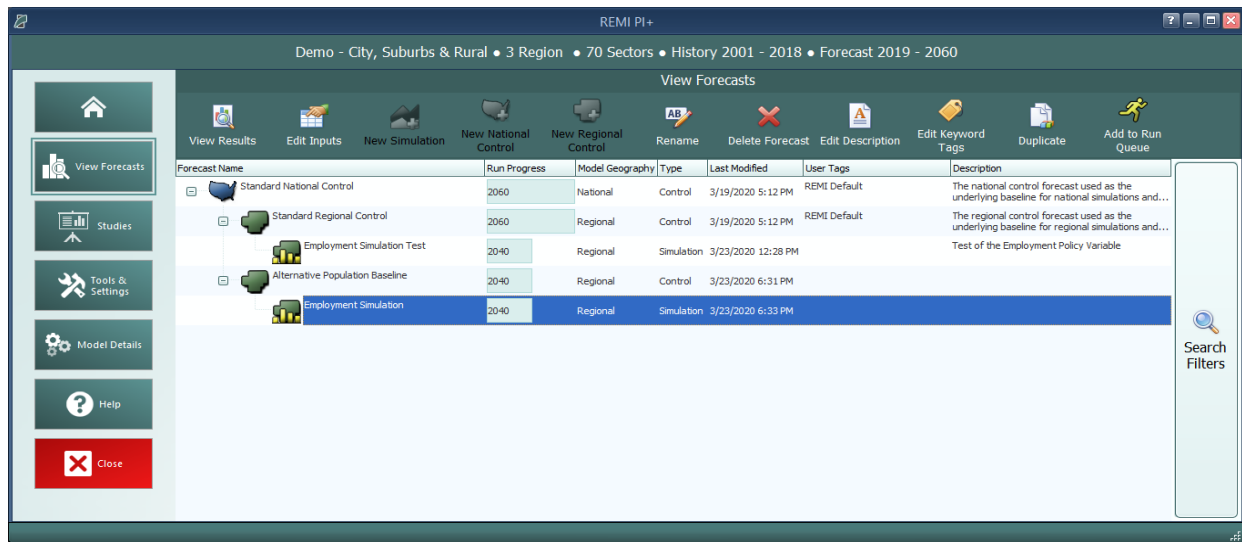 REMI PI+
Demo - City, Suburbs & Rural ● 3 Region ● 70 Sectors ● History 2001 - 2018 ● Forecast 2019 - 2060
View Forecasts
View Forecasts
Studies
Tools &
Settings
Model Details
Help
Close
View Results
Edit Inputs
New Simulation
New National
Control
New Regional
Control
AB
Rename
Delete Forecast
A
Edit Description
Edit Keyword
Tags
Duplicate
Add to Run
Queue
Forecast Name Run Progress Model Geography Type Last Modified User Tags Description
Standard National Control 2060 National Control 3/19/2020 5:12 PM REMI Default The national control forecast used as the
underlying baseline for national simulations and...
Standard Regional Control 2060 Regional Control 3/19/2020 5:12 PM REMI Default The regional control forecast used as the
underlying baseline for regional simulations and...
Employment Simulation Test 2040 Regional Simulation 3/23/2020 12:28 PM Test of the Employment Policy Variable
Alternative Population Baseline 2040 Regional Control 3/23/2020 6:31 PM
Employment Simulation 2040 Regional Simulation 3/23/2020 6:33 PM
Search
Filters